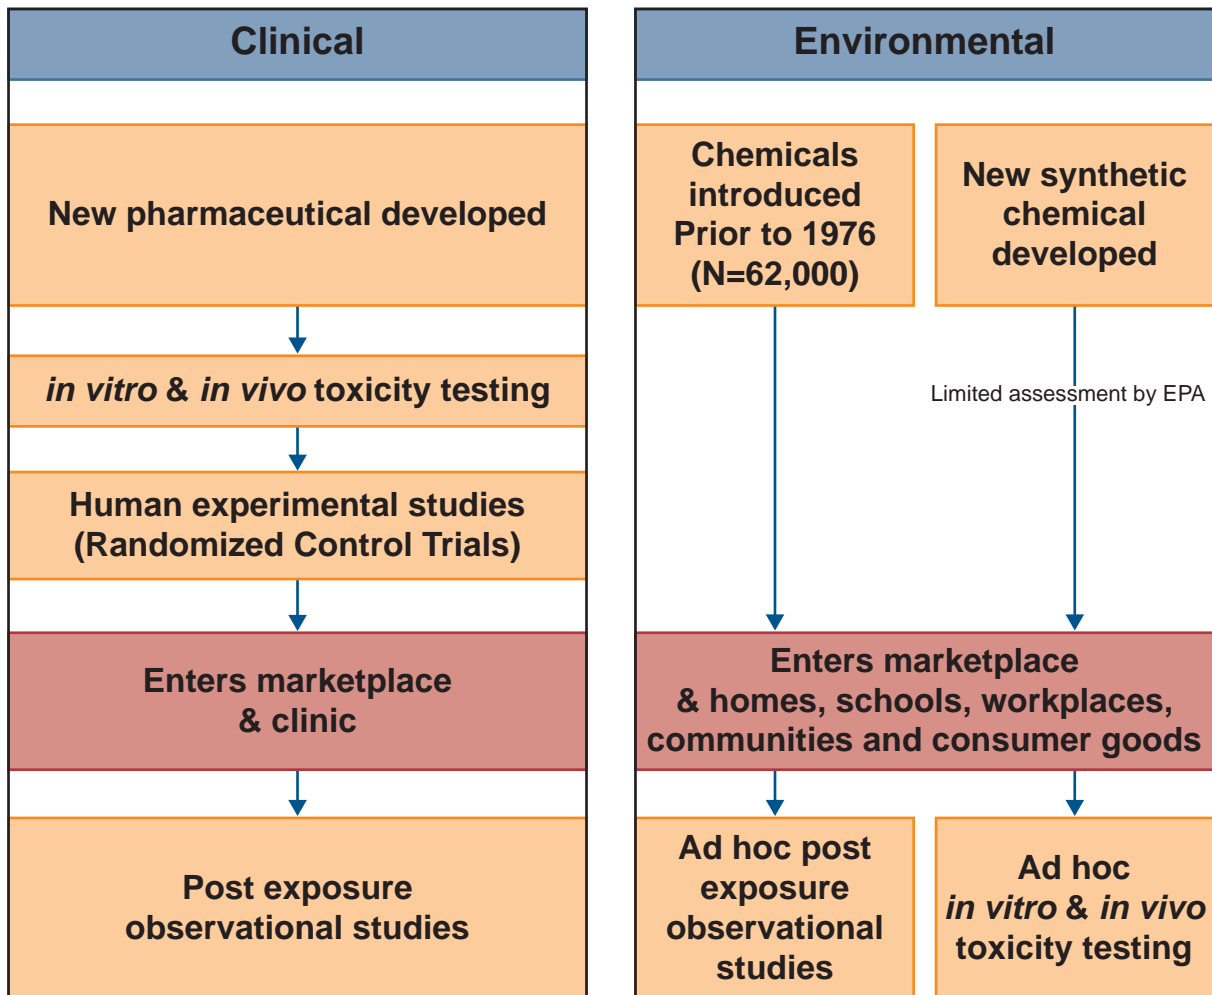 Clinical
New pharmaceutical developed
in vitro & in vivo toxicity testing
Human experimental studies
(Randomized Control Trials)
Enters marketplace
& clinic
Post exposure
observational studies
Environmental
Chemicals
introduced
Prior to 1976
(N=62,000)
New synthetic
chemical
developed
Limited assessment by EPA
Enters marketplace
& homes, schools, workplaces,
communities and consumer goods
Ad hoc post
exposure
observational
studies
Ad hoc
in vitro & in vivo
toxicity testing